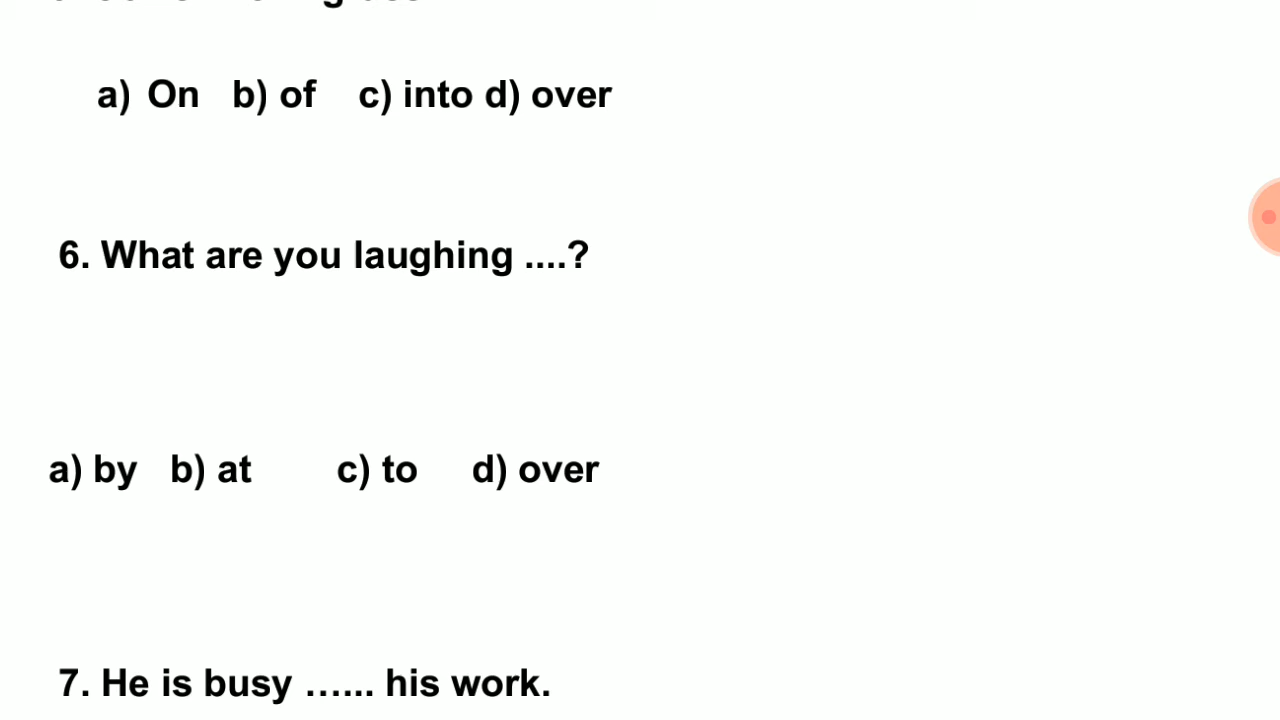 a) On b) of c) into d) over
6. What are you laughing ....?
a) by b) at c) to d) over
7. He is busy …... his work.